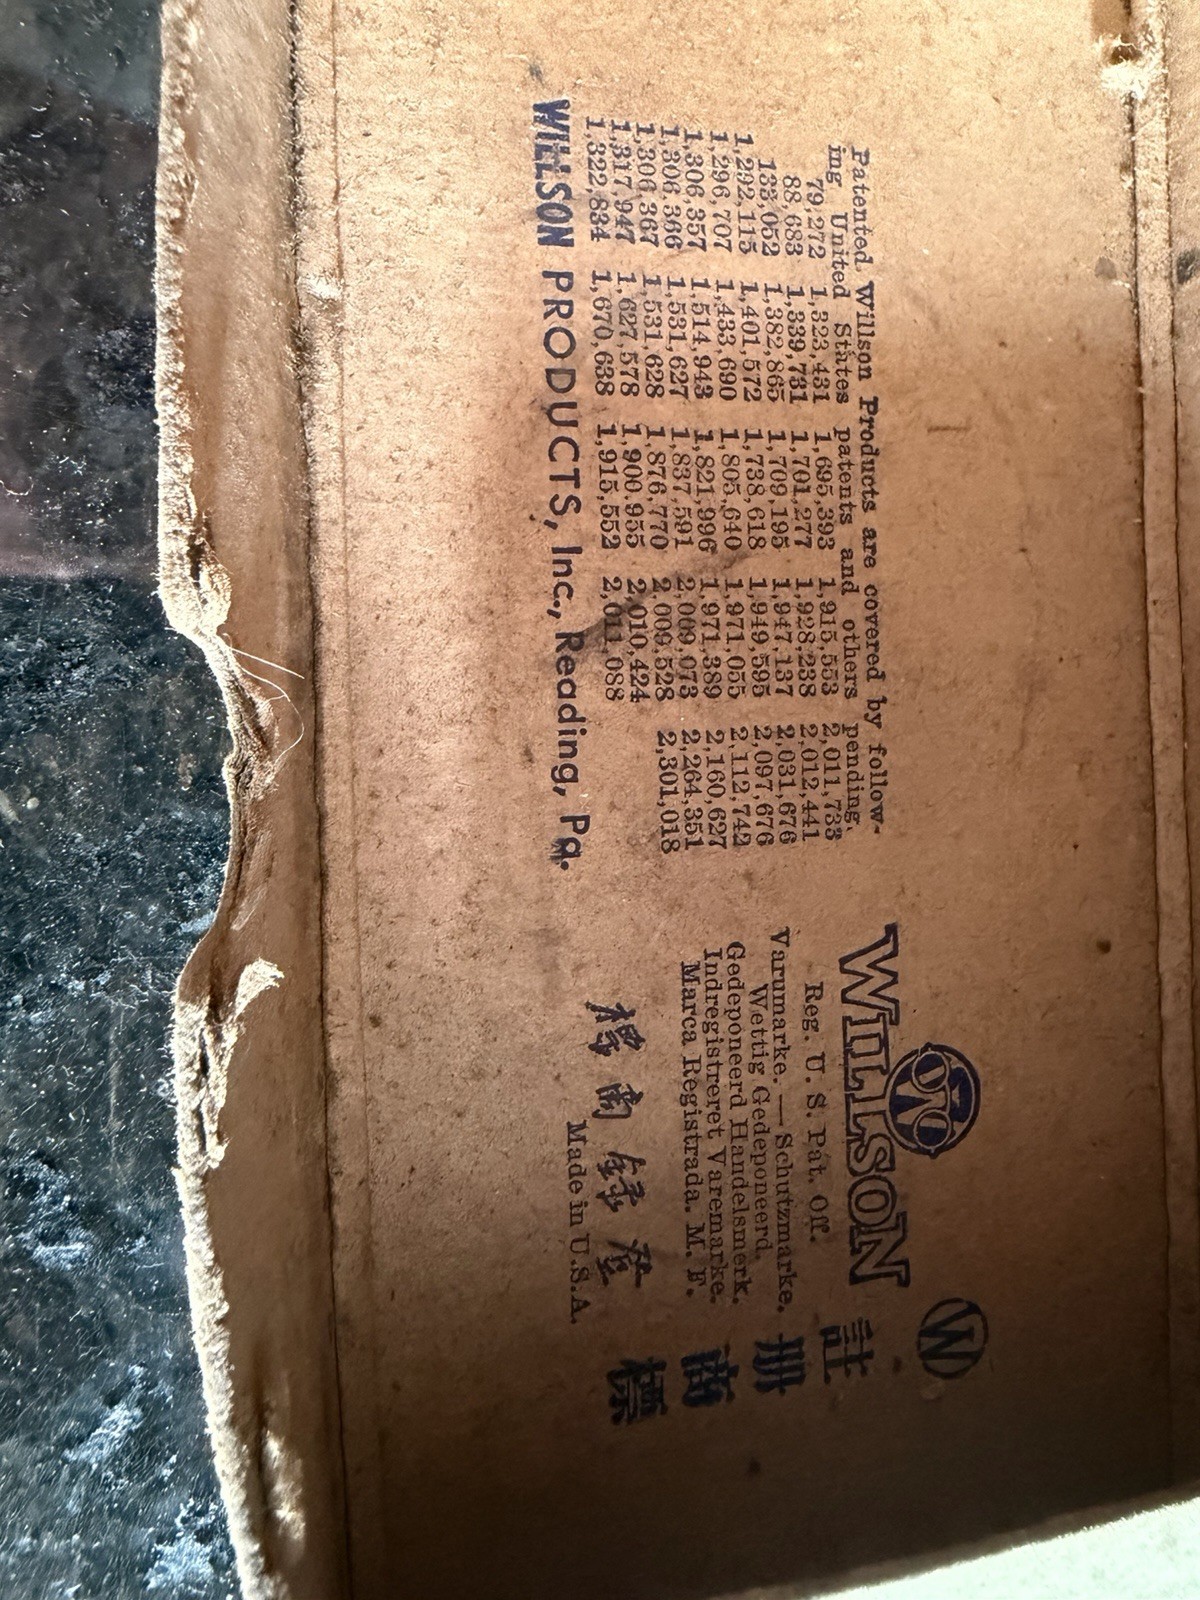 Patented. Willson Products are covered by follow-
ing United States patents and others pending.
79,272 1,323,431 1,695,393 1,915,553 2,011,733
88,683 1,339,731 1,701,277 1,928,238 2,012,441
133,052 1,382,865 1,709,195 1,947,137 2,031,676
1,292,115 1,401,572 1,738,618 1,949,595 2,097,676
1,296,707 1,433,690 1,805,640 1,971,055 2,112,742
1,306,357 1,514,943 1,821,996 1,971,389 2,160,627
1,306,366 1,531,627 1,837,591 2,009,073 2,264,351
1,306,367 1,531,628 1,876,770 2,009,528 2,301,018
1,317,947 1,627,578 1,900,955 2,010,424
1,322,834 1,670,638 1,915,552 2,011,088
WILLSON PRODUCTS, Inc., Reading, Pa.
WILLSON
Reg. U. S. Pat. Off.
Varumarke.—Schutzmarke.
Wettig Gedeponeerd.
Gedeponeerd Handelsmerk.
Indregistreret Varemarke.
Marca Registrada. M. F.
標商録登
Made in U.S.A.
W
註冊商標